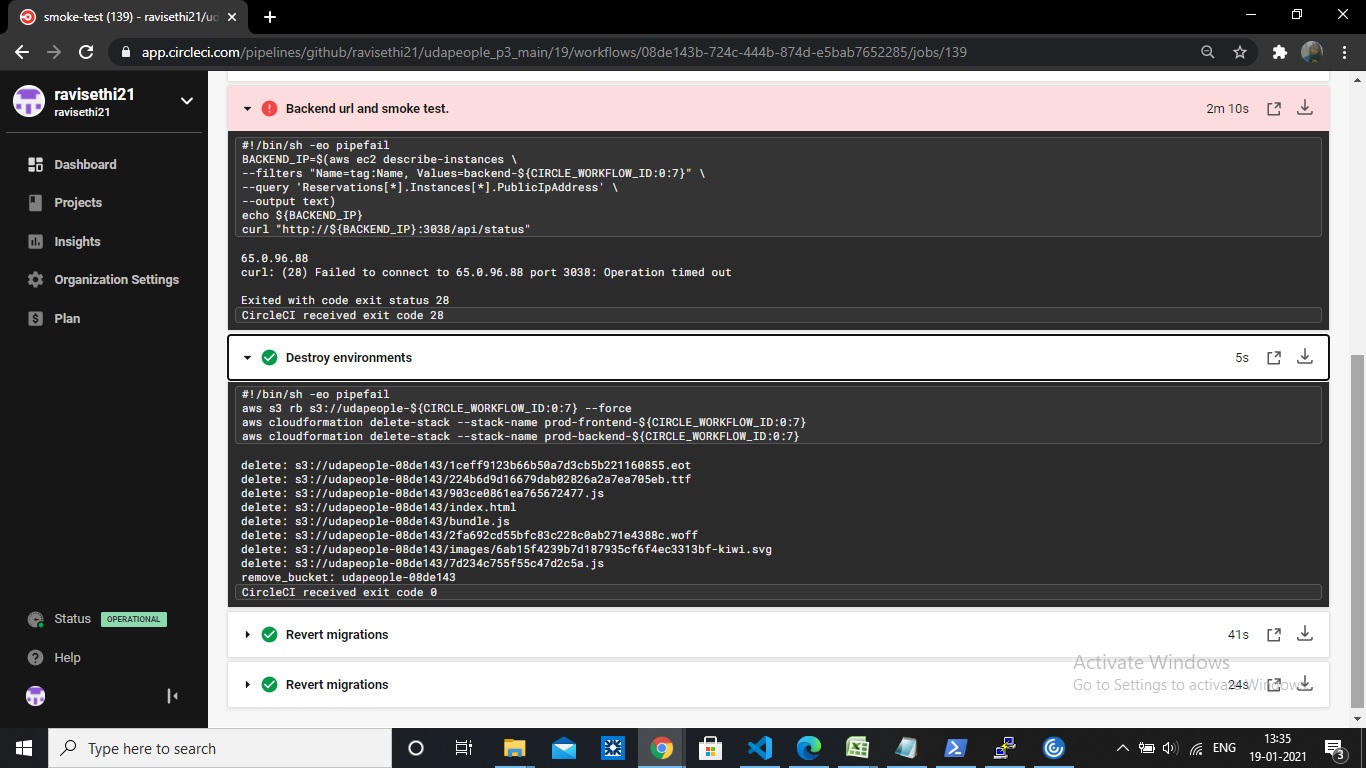 smoke-test (139) - ravisethi21/ud
app.circleci.com/pipelines/github/ravisethi21/udapeople_p3_main/19/workflows/08de143b-724c-444b-874d-e5bab7652285/jobs/139
ravisethi21
ravisethi21
Dashboard
Projects
Insights
Organization Settings
Plan
Status OPERATIONAL
Help
Backend url and smoke test. 2m 10s
#!/bin/sh -eo pipefail
BACKEND_IP=$(aws ec2 describe-instances \
--filters "Name=tag:Name, Values=backend-${CIRCLE_WORKFLOW_ID:0:7}" \
--query 'Reservations[*].Instances[*].PublicIpAddress' \
--output text)
echo ${BACKEND_IP}
curl "http://${BACKEND_IP}:3038/api/status"
65.0.96.88
curl: (28) Failed to connect to 65.0.96.88 port 3038: Operation timed out
Exited with code exit status 28
CircleCI received exit code 28
Destroy environments 5s
#!/bin/sh -eo pipefail
aws s3 rb s3://udapeople-${CIRCLE_WORKFLOW_ID:0:7} --force
aws cloudformation delete-stack --stack-name prod-frontend-${CIRCLE_WORKFLOW_ID:0:7}
aws cloudformation delete-stack --stack-name prod-backend-${CIRCLE_WORKFLOW_ID:0:7}
delete: s3://udapeople-08de143/1ceff9123b66b50a7d3cb5b221160855.eot
delete: s3://udapeople-08de143/224b6d9d16679dab02826a2a7ea705eb.ttf
delete: s3://udapeople-08de143/903ce0861ea765672477.js
delete: s3://udapeople-08de143/index.html
delete: s3://udapeople-08de143/bundle.js
delete: s3://udapeople-08de143/2fa692cd55bfc83c228c0ab271e4388c.woff
delete: s3://udapeople-08de143/images/6ab15f4239b7d187935cf6f4ec3313bf-kiwi.svg
delete: s3://udapeople-08de143/7d234c755f55c47d2c5a.js
remove_bucket: udapeople-08de143
CircleCI received exit code 0
Revert migrations 41s
Revert migrations 24s
Activate Windows
Go to Settings to activate Windows.
Type here to search
ENG
13:35
19-01-2021
3